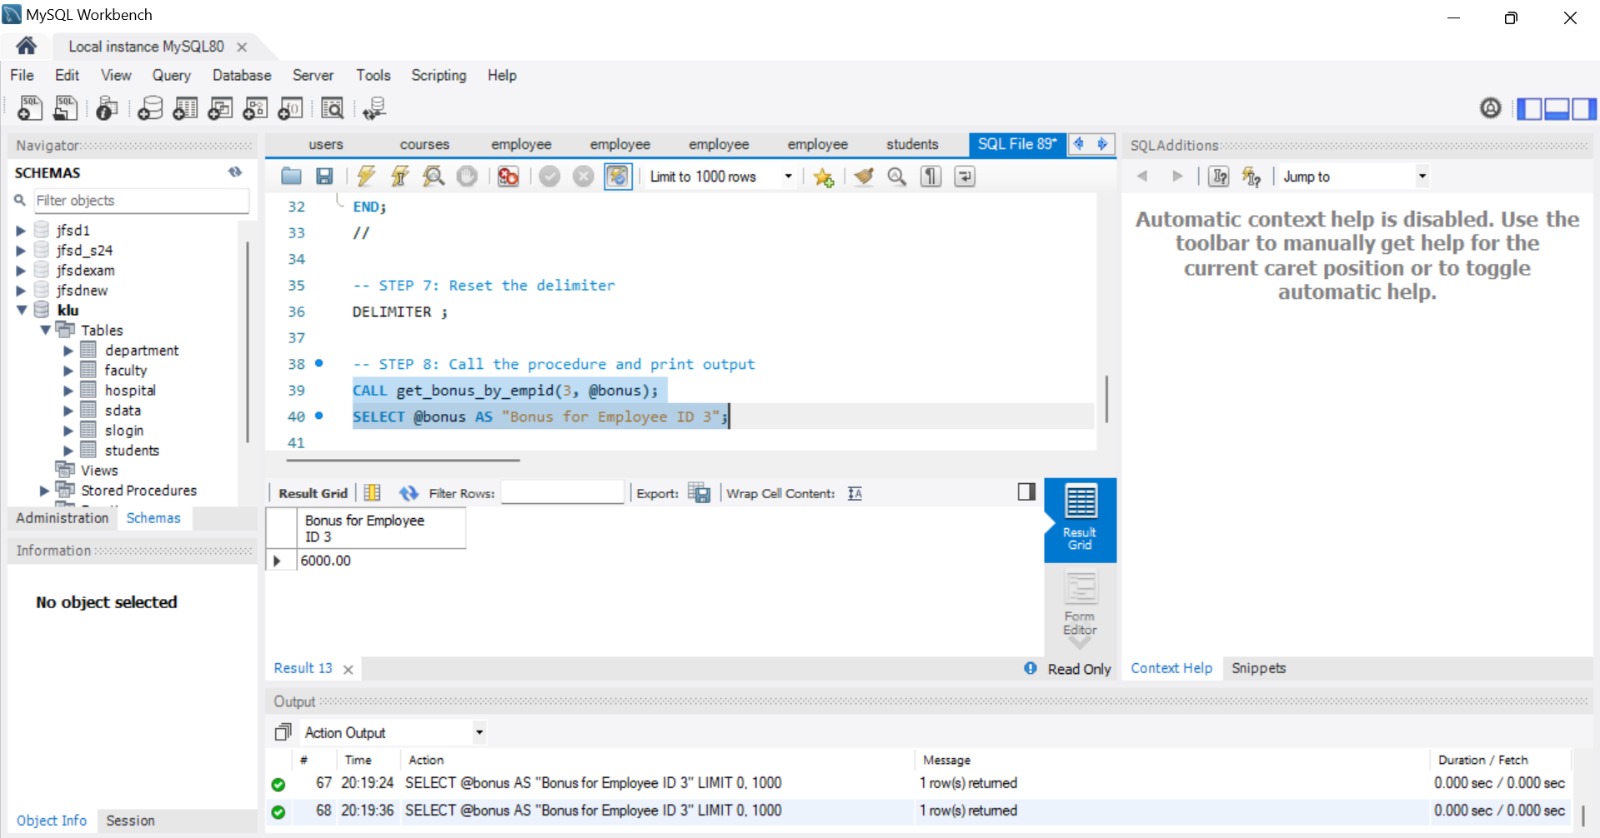 MySQL Workbench
Local instance MySQL80
File Edit View Query Database Server Tools Scripting Help
Navigator
SCHEMAS
Filter objects
jfsd1
jfsd_s24
jfsdexam
jfsdnew
klu
Tables
department
faculty
hospital
sdata
slogin
students
Views
Stored Procedures
Administration Schemas
Information
No object selected
Object Info Session
users courses employee employee employee employee students SQL File 89*
Limit to 1000 rows
32 END;
33 //
34
35 -- STEP 7: Reset the delimiter
36 DELIMITER ;
37
38 -- STEP 8: Call the procedure and print output
39 CALL get_bonus_by_empid(3, @bonus);
40 SELECT @bonus AS "Bonus for Employee ID 3";
41
Result Grid Filter Rows: Export: Wrap Cell Content:
Bonus for Employee
ID 3
6000.00
Result
Grid
Form
Editor
Result 13
Read Only
SQLAdditions
Jump to
Automatic context help is disabled. Use the
toolbar to manually get help for the
current caret position or to toggle
automatic help.
Context Help Snippets
Output
Action Output
# Time Action Message Duration / Fetch
67 20:19:24 SELECT @bonus AS "Bonus for Employee ID 3" LIMIT 0, 1000 1 row(s) returned 0.000 sec / 0.000 sec
68 20:19:36 SELECT @bonus AS "Bonus for Employee ID 3" LIMIT 0, 1000 1 row(s) returned 0.000 sec / 0.000 sec